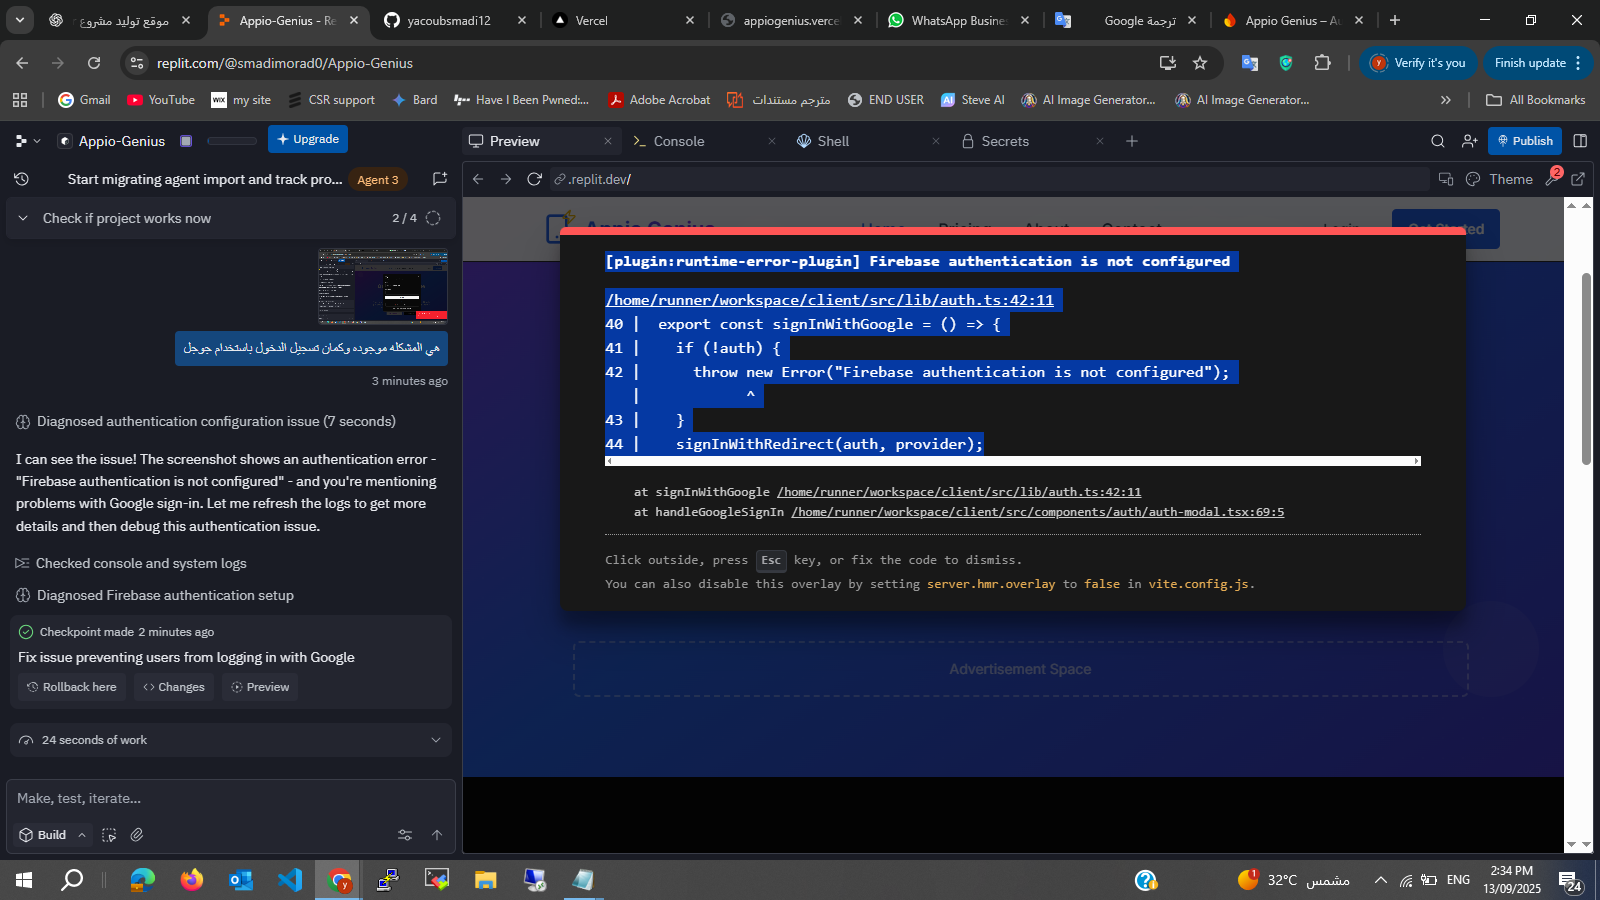 موقع توليد مشروع
Appio-Genius - Re
yacoubsmadi12
Vercel
appiogenius.verce
WhatsApp Busines
ترجمة Google
Appio Genius – Au
replit.com/@smadimorad0/Appio-Genius
Verify it's you
Finish update
Gmail
YouTube
my site
CSR support
Bard
Have I Been Pwned:...
Adobe Acrobat
مترجم مستندات
END USER
Steve AI
AI Image Generator...
AI Image Generator...
All Bookmarks
Appio-Genius
Upgrade
Preview
Console
Shell
Secrets
Publish
Start migrating agent import and track pro...
Agent 3
.replit.dev/
Theme
2
Check if project works now
2 / 4
هي المشكله موجوده وكمان تسجيل الدخول باستخدام جوجل
3 minutes ago
Diagnosed authentication configuration issue (7 seconds)
I can see the issue! The screenshot shows an authentication error -
"Firebase authentication is not configured" - and you're mentioning
problems with Google sign-in. Let me refresh the logs to get more
details and then debug this authentication issue.
Checked console and system logs
Diagnosed Firebase authentication setup
Checkpoint made 2 minutes ago
Fix issue preventing users from logging in with Google
Rollback here
Changes
Preview
24 seconds of work
Make, test, iterate...
Build
Appio Genius
Home
Pricing
About
Contact
Login
Get Started
[plugin:runtime-error-plugin] Firebase authentication is not configured
/home/runner/workspace/client/src/lib/auth.ts:42:11
40 | export const signInWithGoogle = () => {
41 | if (!auth) {
42 | throw new Error("Firebase authentication is not configured");
| ^
43 | }
44 | signInWithRedirect(auth, provider);
at signInWithGoogle /home/runner/workspace/client/src/lib/auth.ts:42:11
at handleGoogleSignIn /home/runner/workspace/client/src/components/auth/auth-modal.tsx:69:5
Click outside, press Esc key, or fix the code to dismiss.
You can also disable this overlay by setting server.hmr.overlay to false in vite.config.js.
Advertisement Space
1
32°C مشمس
ENG
2:34 PM
13/09/2025
24